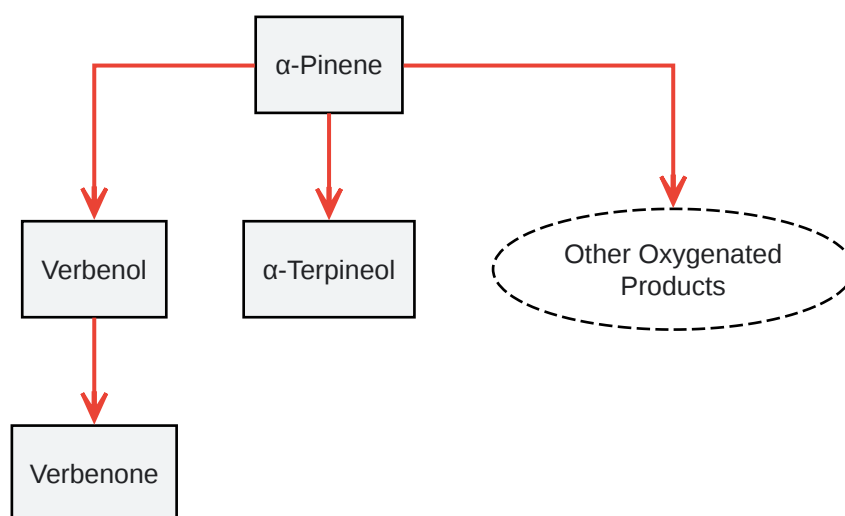 α-Pinene
Verbenol
α-Terpineol
Other Oxygenated
Products
Verbenone